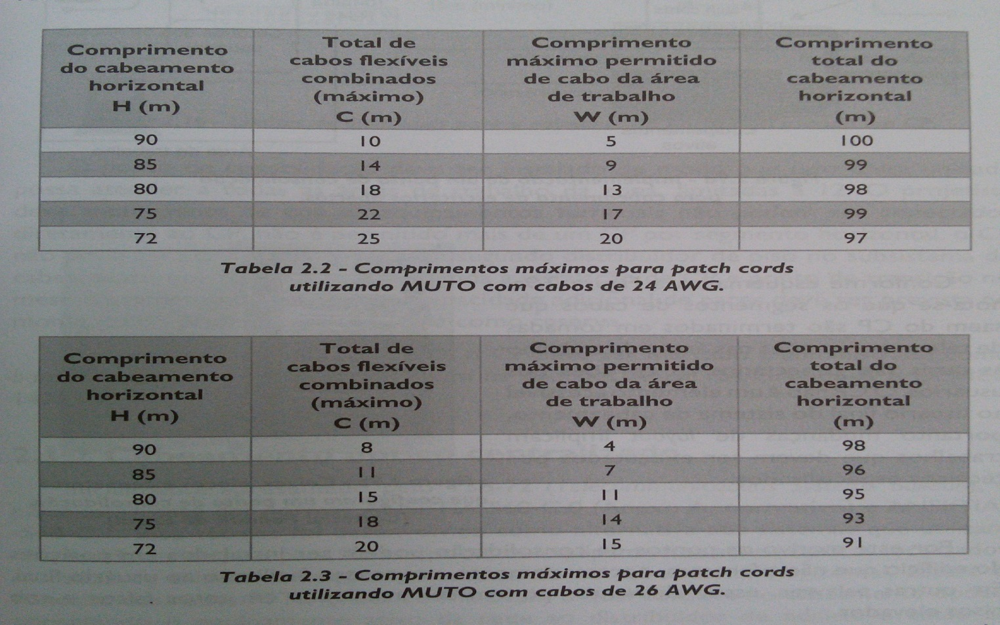 Comprimento
do cabeamento
horizontal
H (m)
Total de
cabos flexíveis
combinados
(máximo)
C (m)
Comprimento
máximo permitido
de cabo da área
de trabalho
W (m)
Comprimento
total do
cabeamento
horizontal
(m)
90 10 5 100
85 14 9 99
80 18 13 98
75 22 17 99
72 25 20 97
Tabela 2.2 - Comprimentos máximos para patch cords
utilizando MUTO com cabos de 24 AWG.
Comprimento
do cabeamento
horizontal
H (m)
Total de
cabos flexíveis
combinados
(máximo)
C (m)
Comprimento
máximo permitido
de cabo da área
de trabalho
W (m)
Comprimento
total do
cabeamento
horizontal
(m)
90 8 4 98
85 11 7 96
80 15 11 95
75 18 14 93
72 20 15 91
Tabela 2.3 - Comprimentos máximos para patch cords
utilizando MUTO com cabos de 26 AWG.